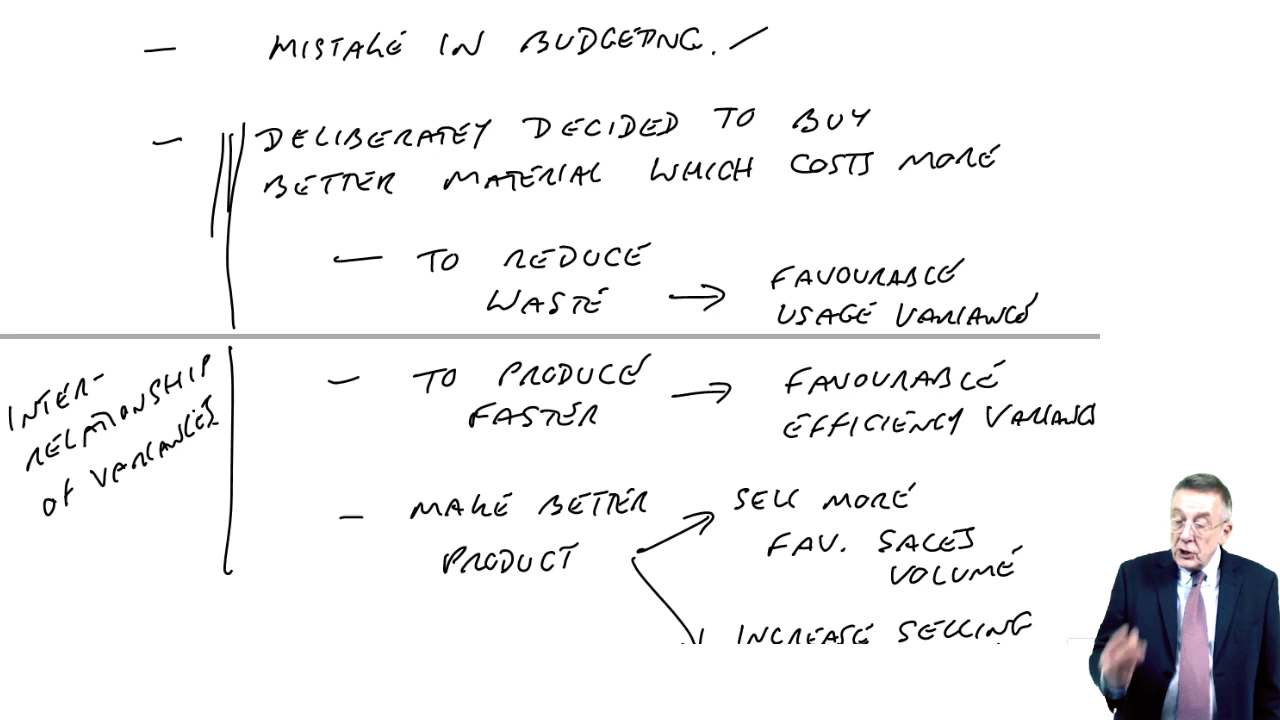 — MISTAKE IN BUDGETING. /
— DELIBERATEY DECIDED TO BUY
BETTER MATERIAL WHICH COSTS MORE
— TO REDUCE
WASTE → FAVOURABLE
USAGE VARIANCE
INTER-
RELATIONSHIP
OF VARIANCES
— TO PRODUCE
FASTER → FAVOURABLE
EFFICIENCY VARIANCE
- MAKE BETTER
PRODUCT
SELL MORE
FAV. SALES
VOLUME
INCREASE SELLING